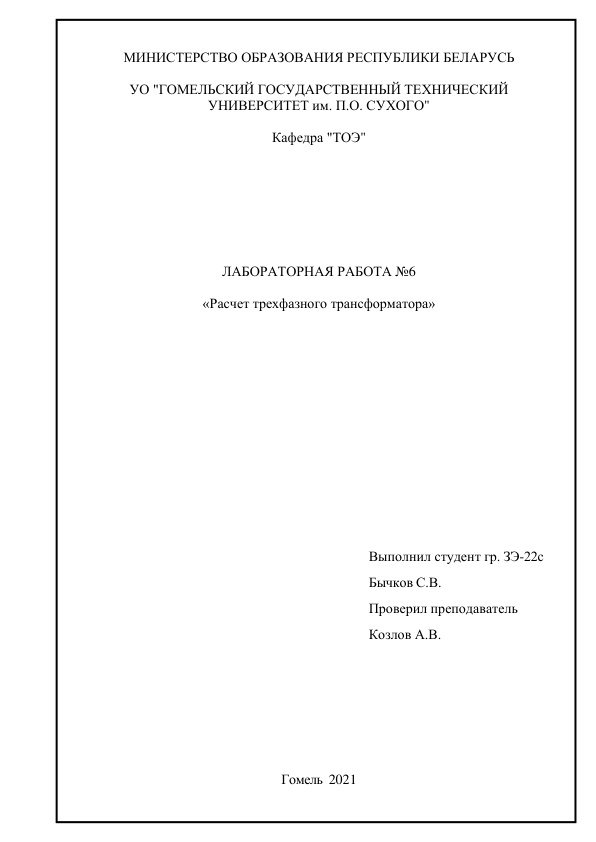 МИНИСТЕРСТВО ОБРАЗОВАНИЯ РЕСПУБЛИКИ БЕЛАРУСЬ
УО "ГОМЕЛЬСКИЙ ГОСУДАРСТВЕННЫЙ ТЕХНИЧЕСКИЙ
УНИВЕРСИТЕТ им. П.О. СУХОГО"
Кафедра "ТОЭ"
ЛАБОРАТОРНАЯ РАБОТА №6
«Расчет трехфазного трансформатора»
Выполнил студент гр. ЗЭ-22с
Бычков С.В.
Проверил преподаватель
Козлов А.В.
Гомель 2021